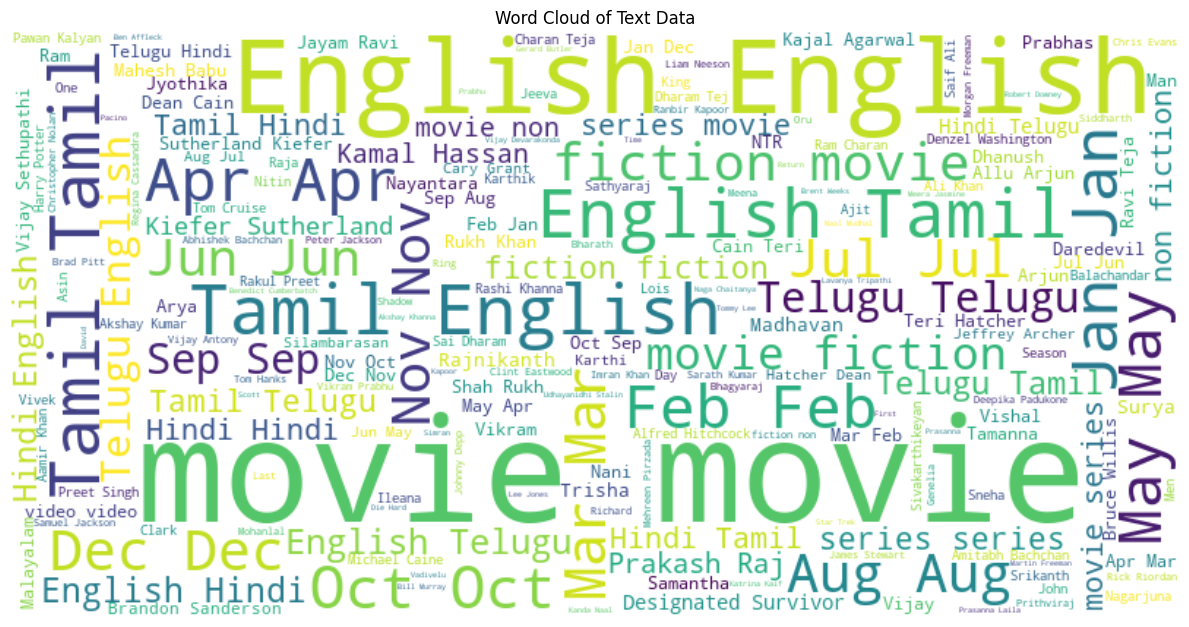 Word Cloud of Text Data
Pawan Kalyan
Ben Affleck
Jayam Ravi
Gerard Butler
Charan Teja
Jan Dec
Kajal Agarwal
Prabhas
Chris Evans
Ram
Telugu Hindi
English English
Liam Neeson
Saif Ali
Morgan Freeman
Man
One
Mahesh Babu
Jyothika
Prabhu
Jeeva
King
Dharam Tej
Robert Downey
Dean Cain
Ranbir Kapoor
Oru
Siddharth
Pacino
Tamil Hindi
movie non
series movie
Hindi Telugu
Sutherland Kiefer
Vijay Devarakonda
Time
NTR
Denzel Washington
Aug Jul
Kamal Hassan
fiction movie
Ram Charan
Dhanush
Raja
Cary Grant
Return
Allu Arjun
Ravi Teja
Nitin
Apr Apr
Nayantara
Karthik
Sathyaraj
Meena
Brent Weeks
Ali Khan
Weera Jasmine
Sep Aug
Tom Cruise
English Tamil
Ajit
Kiefer Sutherland
Feb Jan
Abhishek Bachchan
Peter Jackson
Rukh Khan
Bharath
Cain Teri
Daredevil
Jun Jun
Jul Jul
Jul Jun
Brad Pitt
Ring
fiction fiction
Arjun
Balachandar
Rakul Preet
Benedict Cumberbatch
Rashi Khanna
Lois
Naga Chaitanya
Lavanya Tripathi
Asin
Arya
Tamil English
Shadow
Akshay Khanna
Tommy Lee
Telugu Telugu
Akshay Kumar
Madhavan
Teri Hatcher
Vijay Antony
Silambarasan
Sai Dharam
Oct Sep
Jeffrey Archer
David
Sep Sep
Nov Oct
Rajnikanth
Karthi
movie fiction
Season
Dec Nov
Clint Eastwood
Imran Khan
Day
Sarath Kumar
Hatcher Dean
Tom Hanks
Kapoor
Vikram Prabhu
Shah Rukh
Bhagyaraj
Telugu Tamil
Vivek
Scott
Udhayanidhi Stalin
Deepika Padukone
Tamil Telugu
May Apr
Feb Feb
First
Vishal
Surya
Hindi Hindi
Jun May
Simran
Vikram
Alfred Hitchcock
fiction non
Mar Feb
Prasanna
Tamanna
Aamir Khan
movie movie
Last
Nani
Sneha
Preet Singh
Ileana
Lee Jones
Trisha
video video
Die Hard
Richard
Samuel Jackson
Clark
Mohanlal
Star Trek
Dec Dec
English Telugu
Hindi Tamil
series series
Michael Caine
Prakash Raj
James Stewart
Amitabh Bachchan
Apr Mar
Vadivelu
Martin Freeman
English Hindi
Oct Oct
Samantha
Katrina Kaif
Aug Aug
Srikanth
Rick Riordan
Bill Murray
John
Nagarjuna
Brandon Sanderson
Designated Survivor
Vijay
Prithviraj
Kanda Naal
Prasanna Laila
Vijay Sethupathi
Hindi English
Malayalam
Harry Potter
Christopher Nolan
Tamil Tamil
Telugu English
Regina Cassandra
Nov Nov
Johnny Depp
Mar Mar
Mehreen Pirzada
Sivakarthikeyan
Genelia
Jan Jan
movie series
Bruce Willis
May May
non fiction
Men